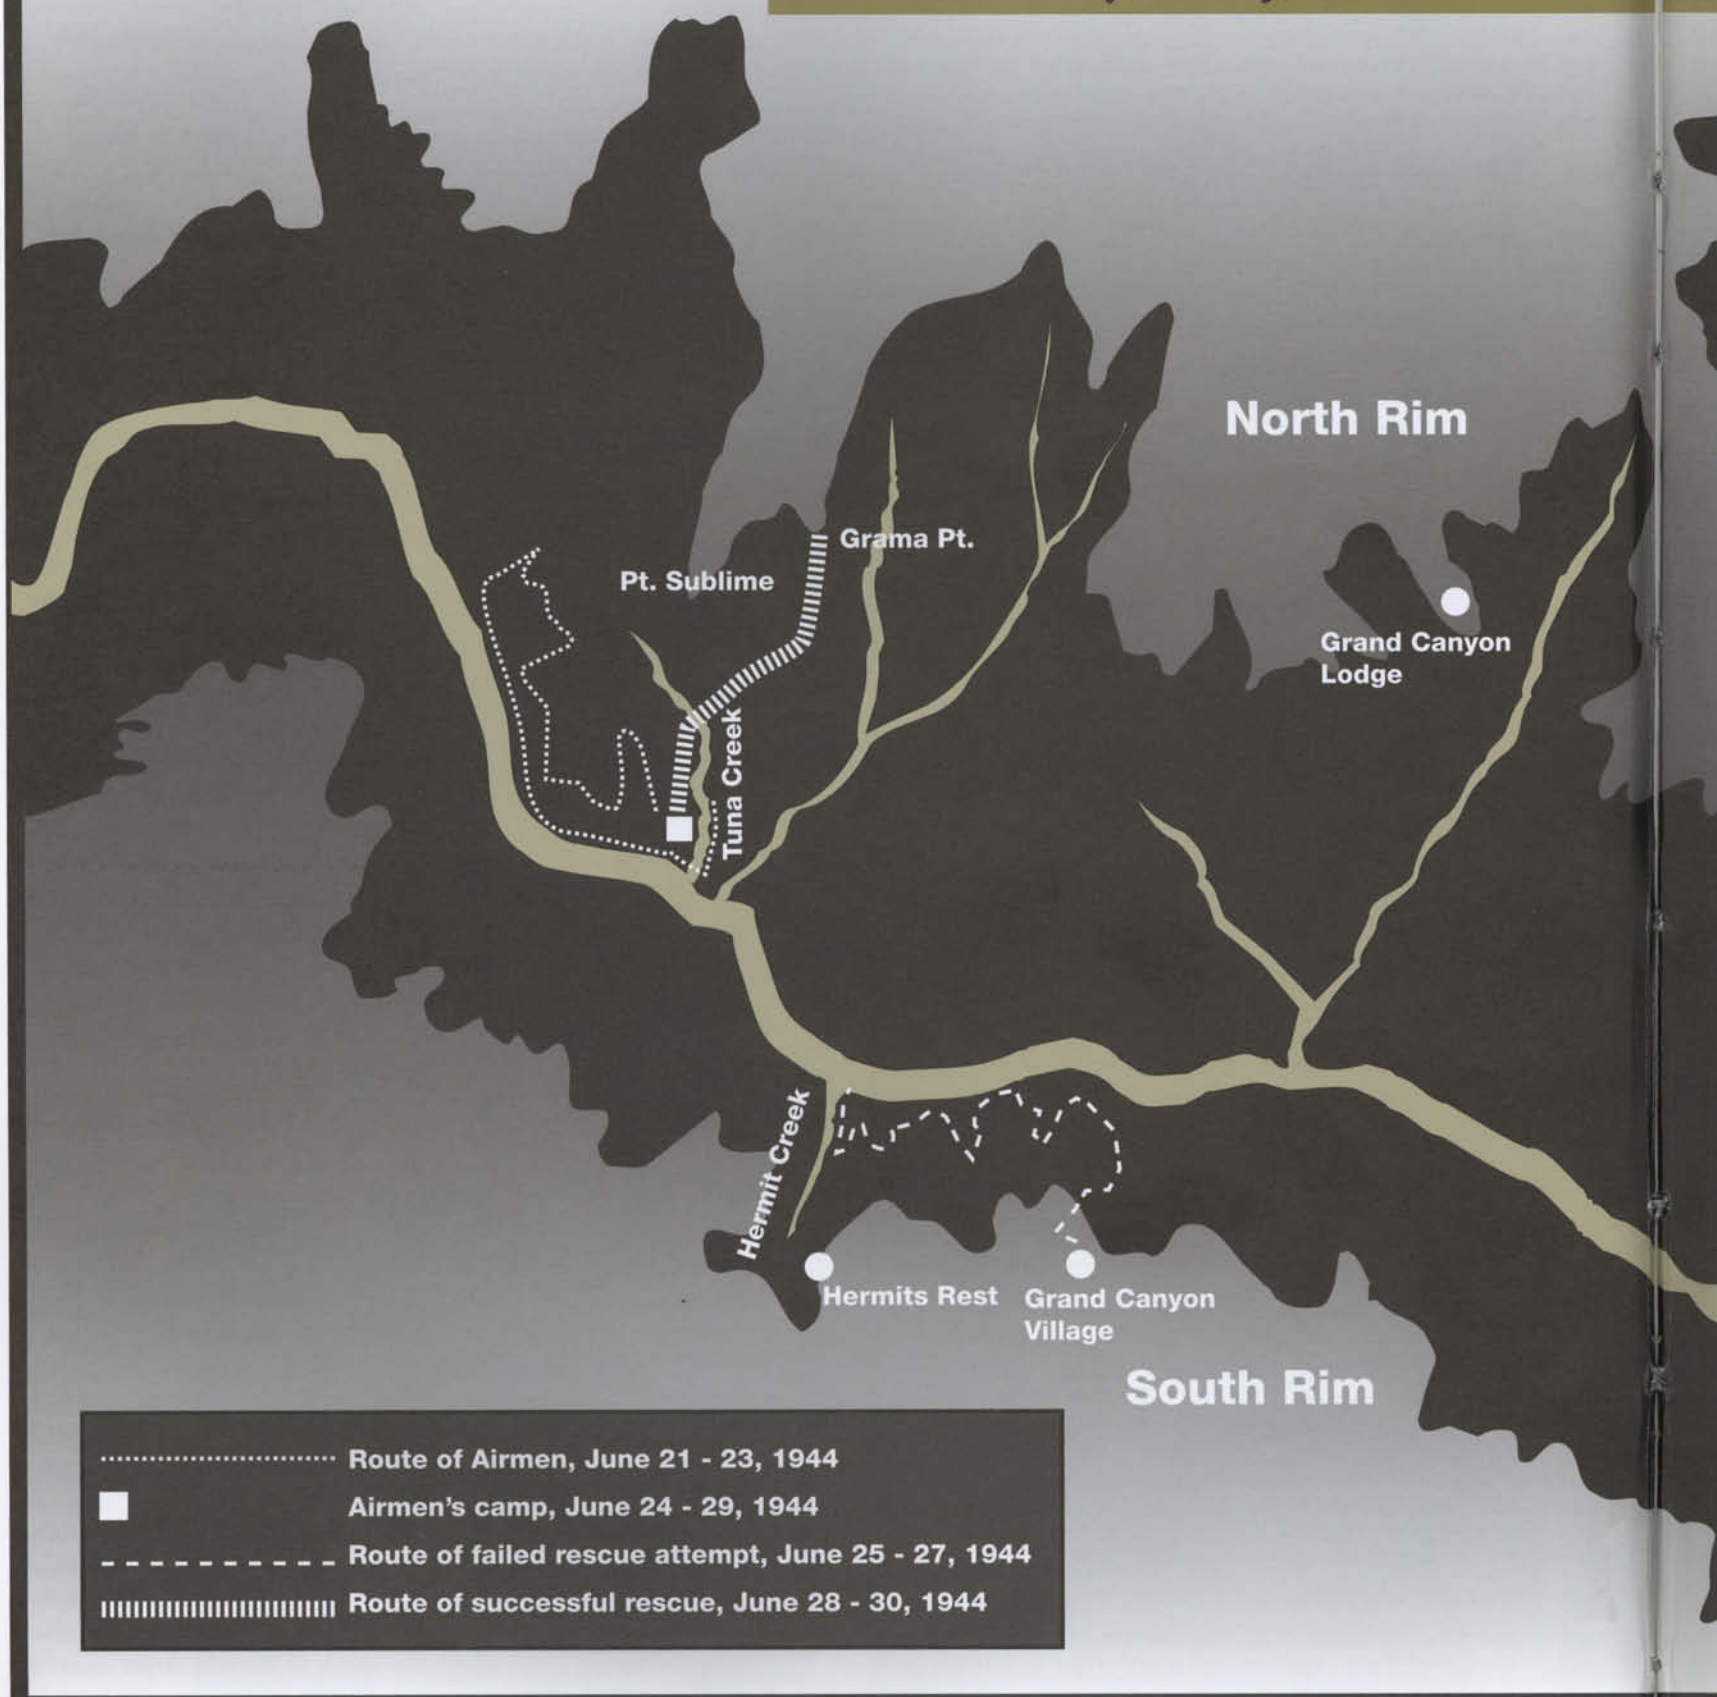 North Rim
Grama Pt.
Pt. Sublime
Grand Canyon
Lodge
Tuna Creek
Hermit Creek
Hermits Rest
Grand Canyon
Village
South Rim
Route of Airmen, June 21 - 23, 1944
Airmen’s camp, June 24 - 29, 1944
Route of failed rescue attempt, June 25 - 27, 1944
Route of successful rescue, June 28 - 30, 1944